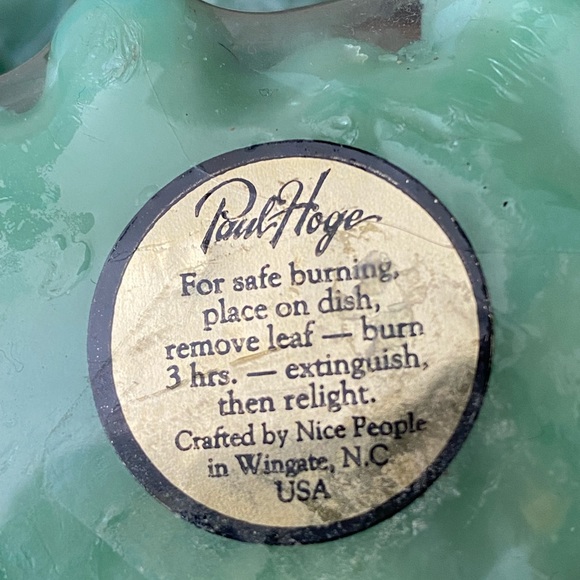 Paul Hoge
For safe burning,
place on dish,
remove leaf — burn
3 hrs. — extinguish,
then relight.
Crafted by Nice People
in Wingate, N.C
USA